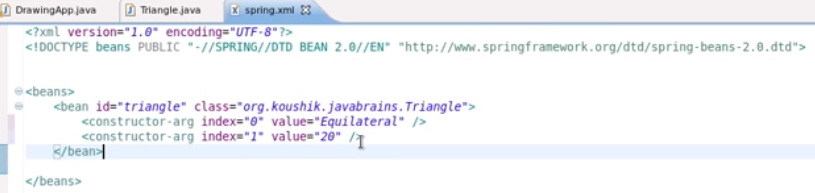 DrawingApp.java Triangle.java spring.xml
<?xml version="1.0" encoding="UTF-8"?>
<!DOCTYPE beans PUBLIC "-//SPRING//DTD BEAN 2.0//EN" "http://www.springframework.org/dtd/spring-beans-2.0.dtd">
<beans>
<bean id="triangle" class="org.koushik.javabrains.Triangle">
<constructor-arg index="0" value="Equilateral" />
<constructor-arg index="1" value="20" />
</bean>
</beans>